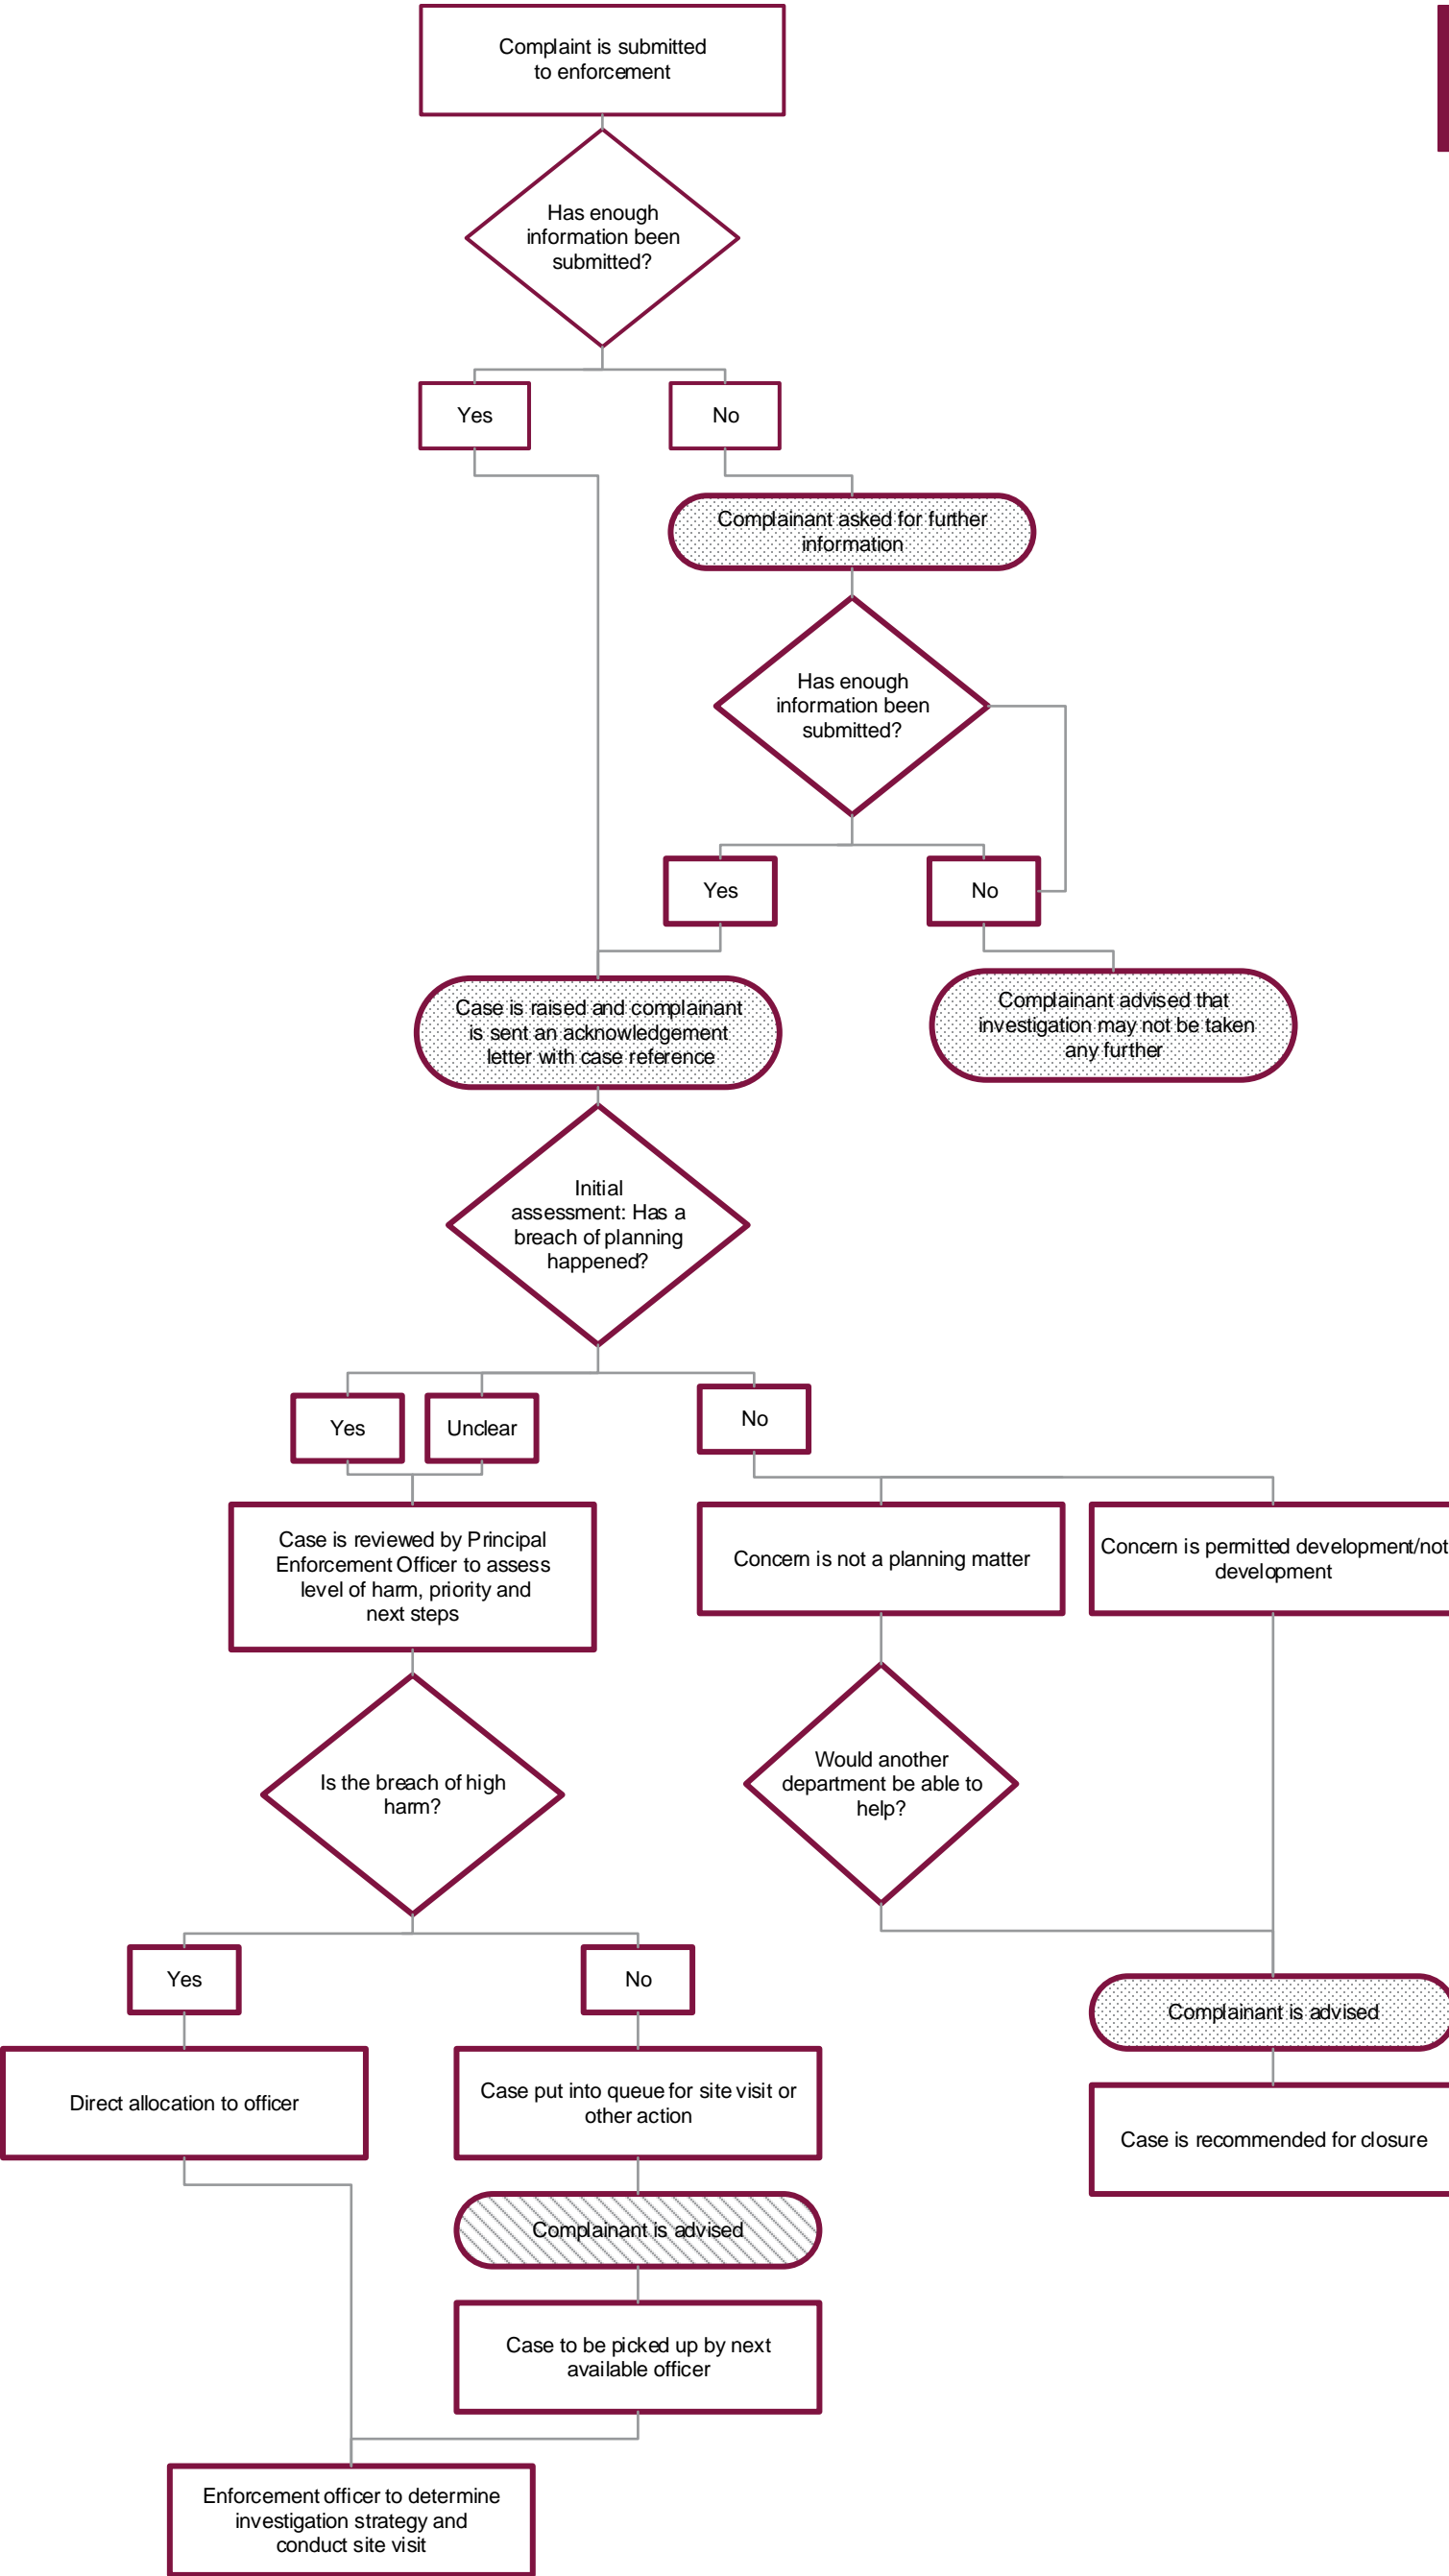 Complaint is submitted
to enforcement
Has enough
information been
submitted?
Yes
No
Complainant asked for further
information
Has enough
information been
submitted?
Yes
No
Case is raised and complainant
is sent an acknowledgement
letter with case reference
Complainant advised that
investigation may not be taken
any further
Initial
assessment: Has a
breach of planning
happened?
Yes
Unclear
No
Case is reviewed by Principal
Enforcement Officer to assess
level of harm, priority and
next steps
Concern is not a planning matter
Concern is permitted development/not
development
Is the breach of high
harm?
Would another
department be able to
help?
Yes
No
Complainant is advised
Direct allocation to officer
Case put into queue for site visit or
other action
Case is recommended for closure
Complainant is advised
Case to be picked up by next
available officer
Enforcement officer to determine
investigation strategy and
conduct site visit